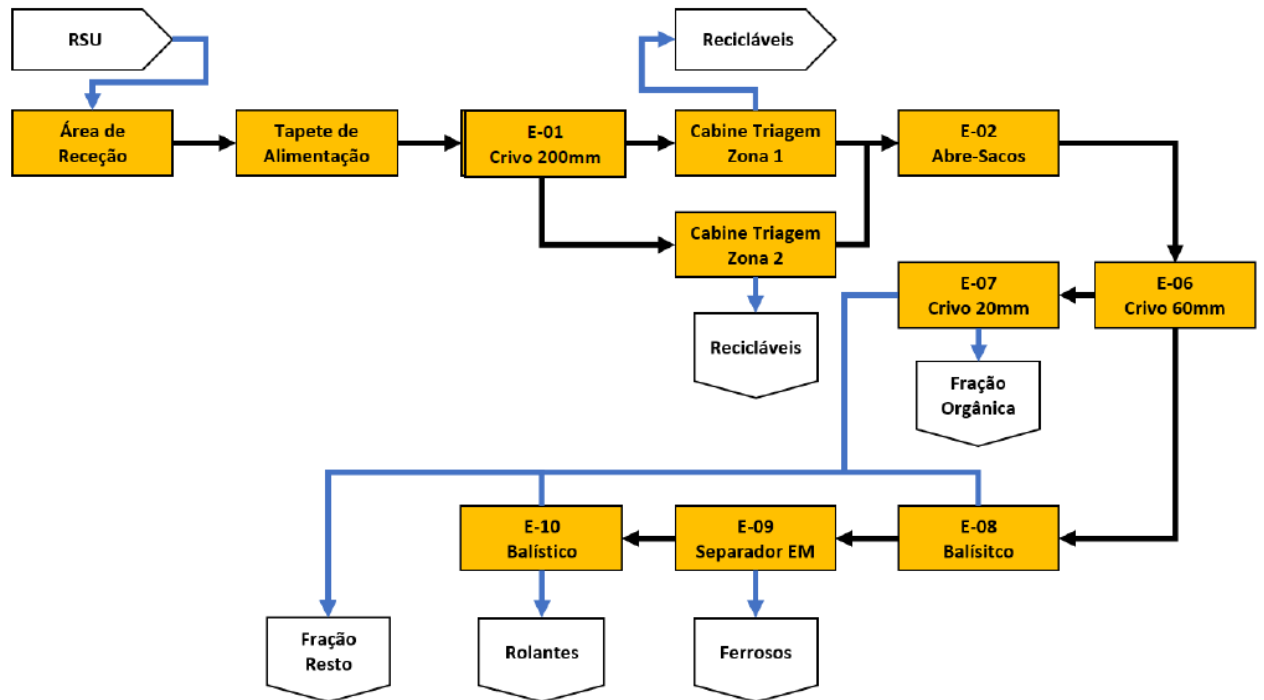 RSU
Recicláveis
Área de
Receção
Tapete de
Alimentação
E-01
Crivo 200mm
Cabine Triagem
Zona 1
E-02
Abre-Sacos
Cabine Triagem
Zona 2
E-07
Crivo 20mm
E-06
Crivo 60mm
Recicláveis
Fração
Orgânica
E-10
Balístico
E-09
Separador EM
E-08
Balísitco
Fração
Resto
Rolantes
Ferrosos